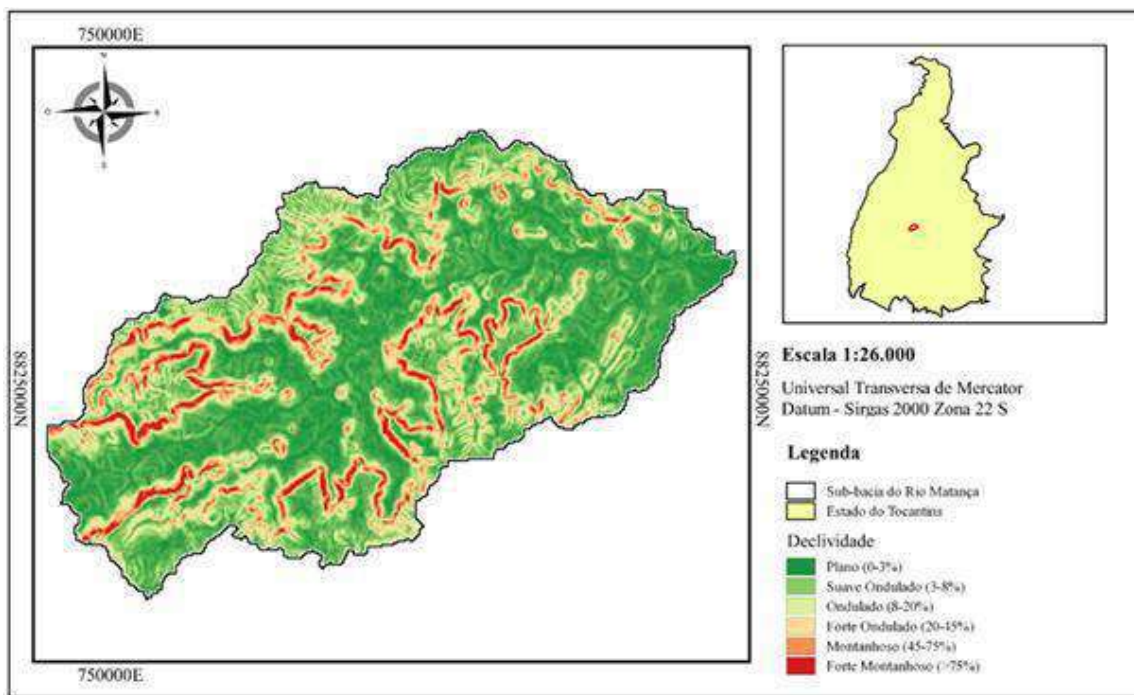 750000E
N
O
S
8825000N
8825000N
750000E
Escala 1:26.000
Universal Transversa de Mercator
Datum - Sirgas 2000 Zona 22 S
Legenda
Sub-bacia do Rio Matança
Estado do Tocantins
Declividade
Plano (0-3%)
Suave Ondulado (3-8%)
Ondulado (8-20%)
Forte Ondulado (20-45%)
Montanhoso (45-75%)
Forte Montanhoso (>75%)